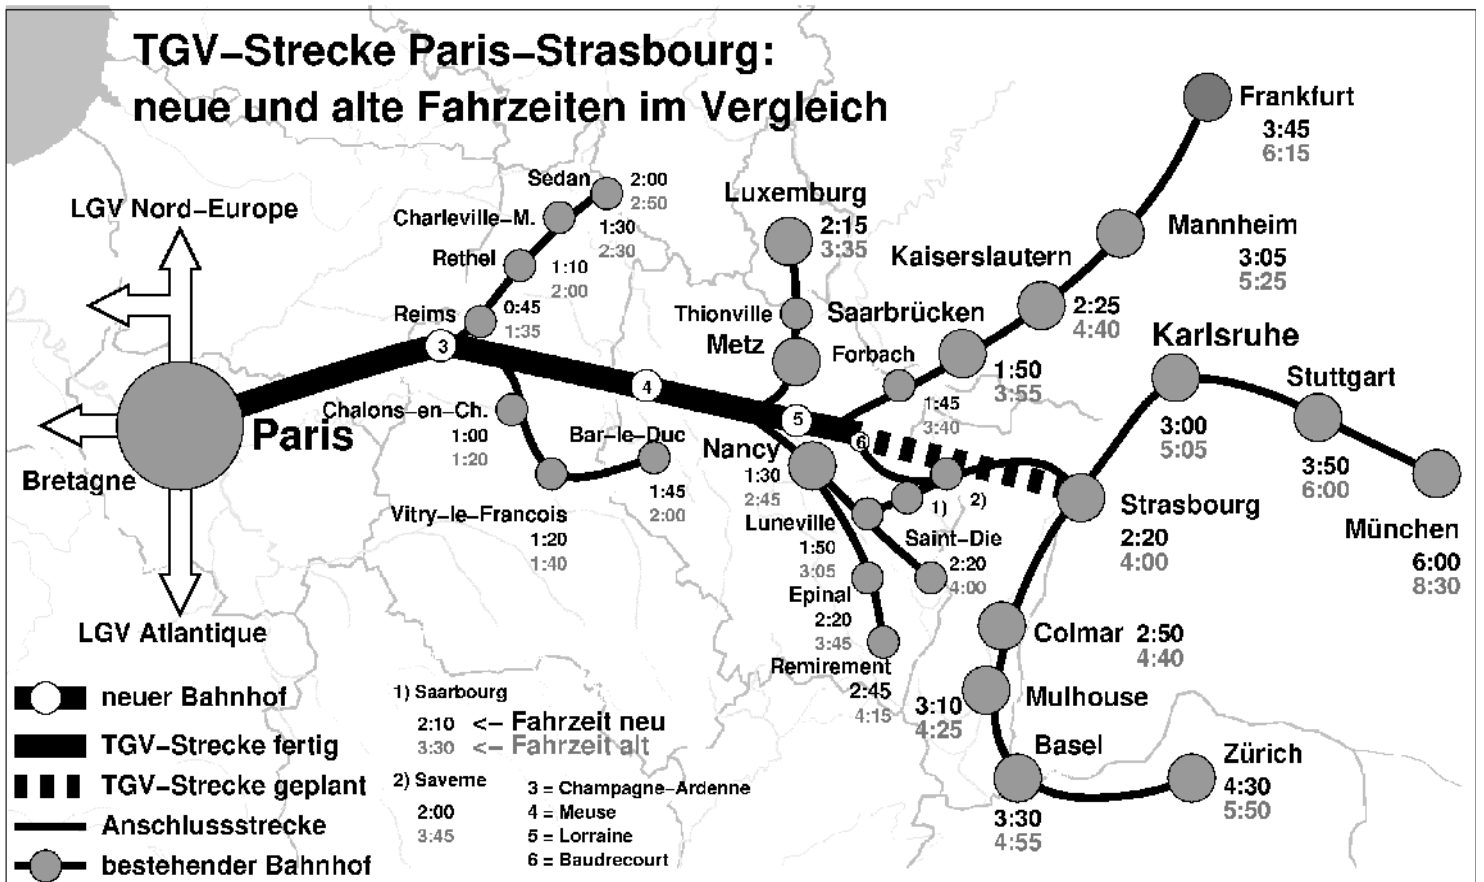 TGV–Strecke Paris–Strasbourg:
neue und alte Fahrzeiten im Vergleich
Frankfurt
3:45
6:15
Sedan
2:00
2:50
LGV Nord–Europe
Charleville–M.
1:30
2:30
Luxemburg
2:15
3:35
Mannheim
3:05
5:25
Rethel
1:10
2:00
Kaiserslautern
2:25
4:40
Reims
0:45
1:35
Thionville
Metz
Saarbrücken
1:50
3:55
Karlsruhe
3:00
5:05
Forbach
1:45
3:40
Stuttgart
3:50
6:00
3
4
5
6
Paris
Chalons–en–Ch.
1:00
1:20
Bar–le–Duc
1:45
2:00
Nancy
1:30
2:45
Bretagne
Vitry–le–Francois
1:20
1:40
Luneville
1:50
3:05
1)
2)
Saint–Die
2:20
4:00
Strasbourg
2:20
4:00
München
6:00
8:30
Epinal
2:20
3:45
LGV Atlantique
Colmar 2:50
4:40
Remirement
2:45
4:15
Mulhouse
3:10
4:25
Basel
3:30
4:55
Zürich
4:30
5:50
neuer Bahnhof
TGV–Strecke fertig
TGV–Strecke geplant
Anschlussstrecke
bestehender Bahnhof
1) Saarbourg
2:10 <– Fahrzeit neu
3:30 <– Fahrzeit alt
2) Saverne
2:00
3:45
3 = Champagne–Ardenne
4 = Meuse
5 = Lorraine
6 = Baudrecourt